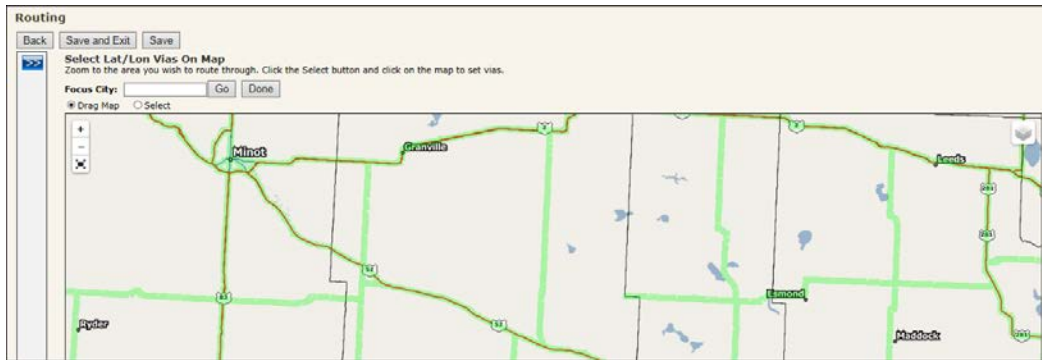 Routing
Back Save and Exit Save
>>
Select Lat/Lon Vias On Map
Zoom to the area you wish to route through. Click the Select button and click on the map to set vias.
Focus City: Go Done
Drag Map Select
+
−
2
2
Minot
Granville
Leeds
281
281
52
83
Esmond
52
Ryder
Maddock
281